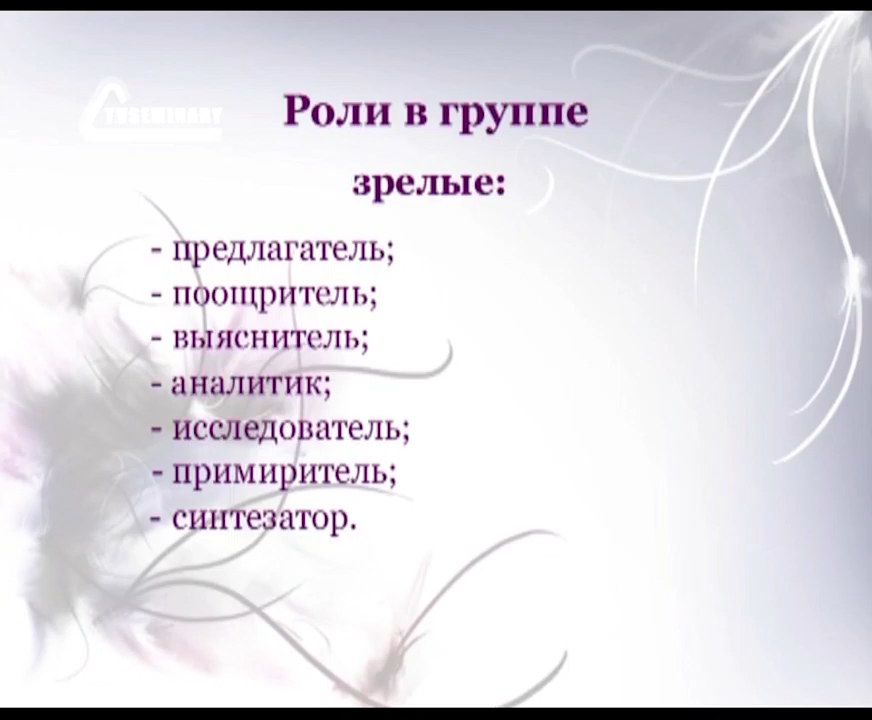 Роли в группе
зрелые:
- предлагатель;
- поощритель;
- выяснитель;
- аналитик;
- исследователь;
- примиритель;
- синтезатор.